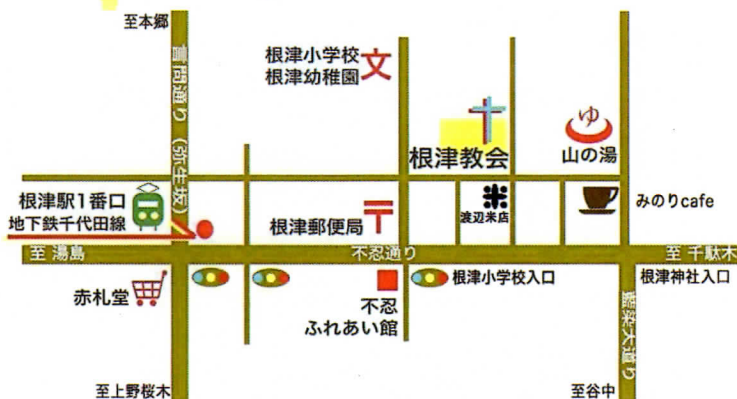 至本郷
言問通り（弥生坂）
根津小学校
根津幼稚園
文
根津教会
ゆ
山の湯
根津駅1番口
地下鉄千代田線
根津郵便局
〒
渡辺米店
みのりcafe
至 湯島
不忍通り
至 千駄木
赤札堂
不忍
ふれあい館
根津小学校入口
根津神社入口
藍染大通り
至上野桜木
至谷中